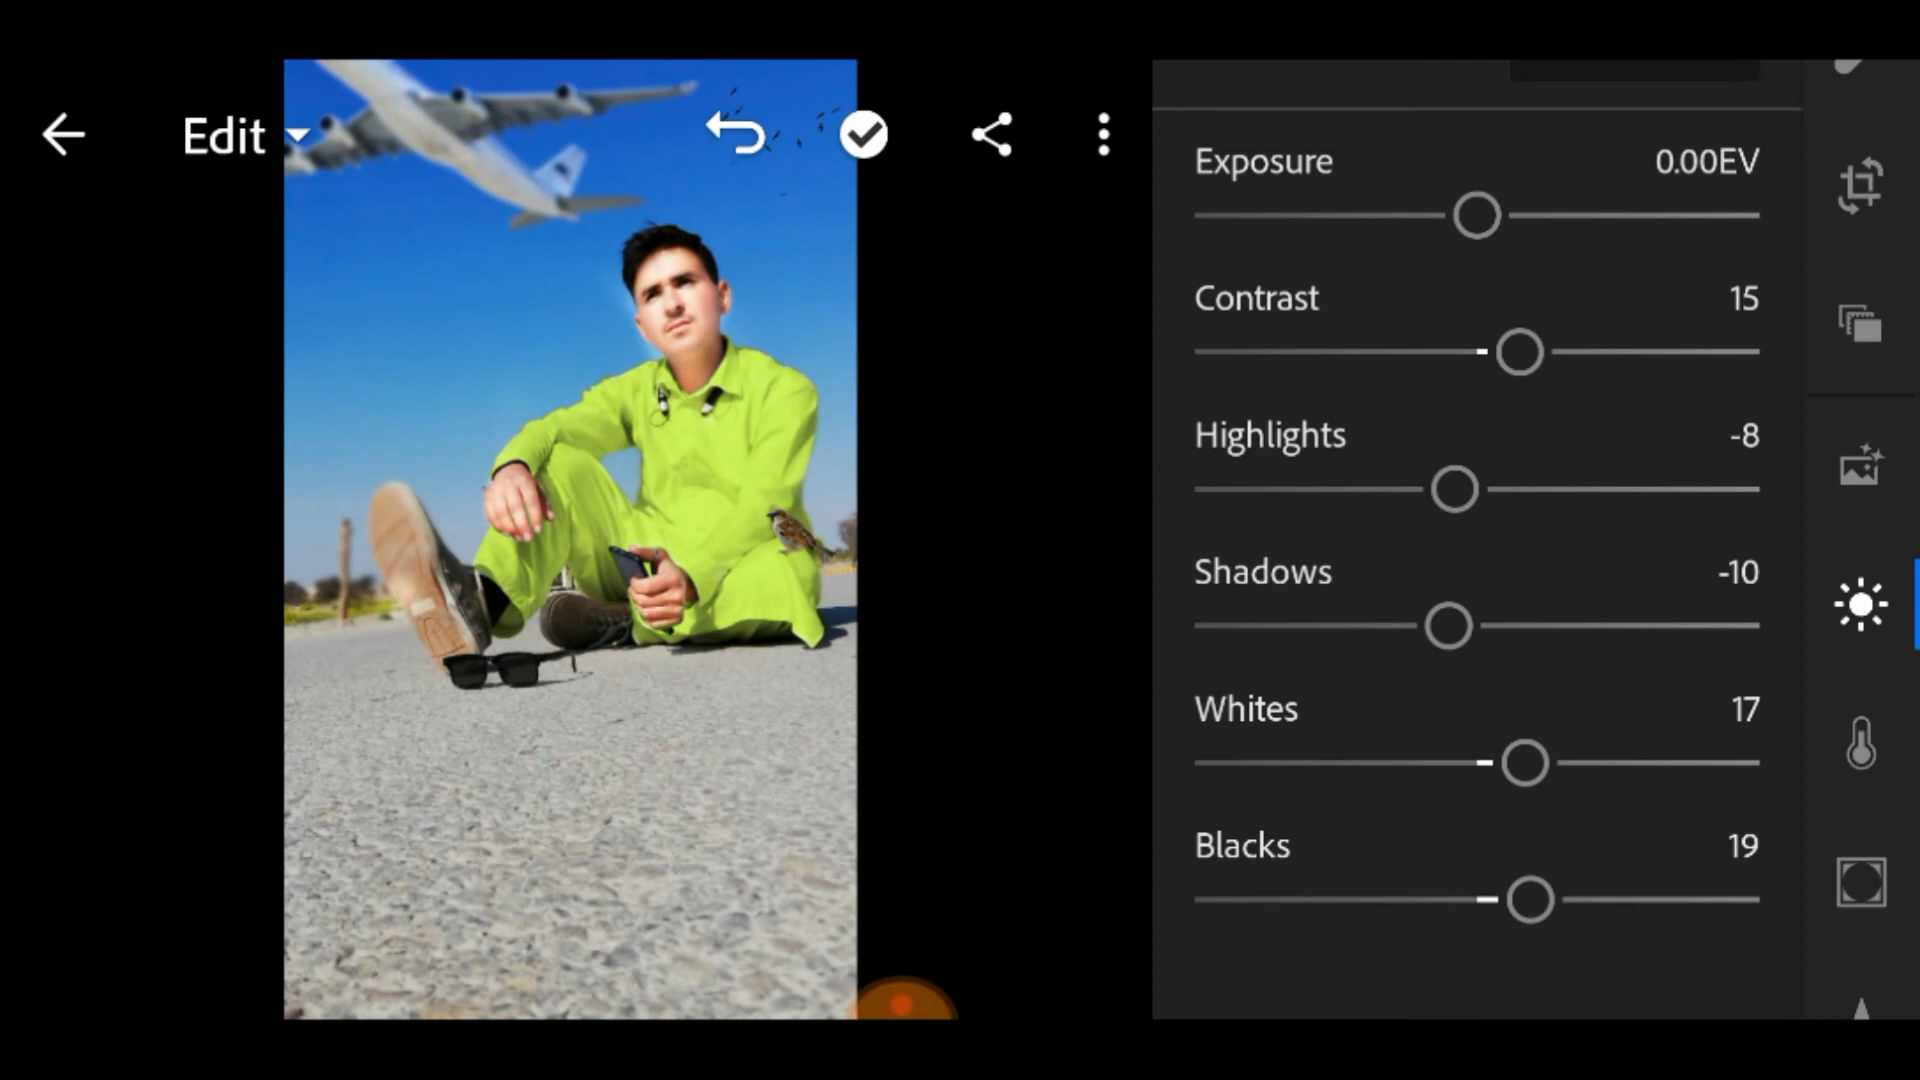 Edit
Exposure 0.00EV
Contrast 15
Highlights -8
Shadows -10
Whites 17
Blacks 19